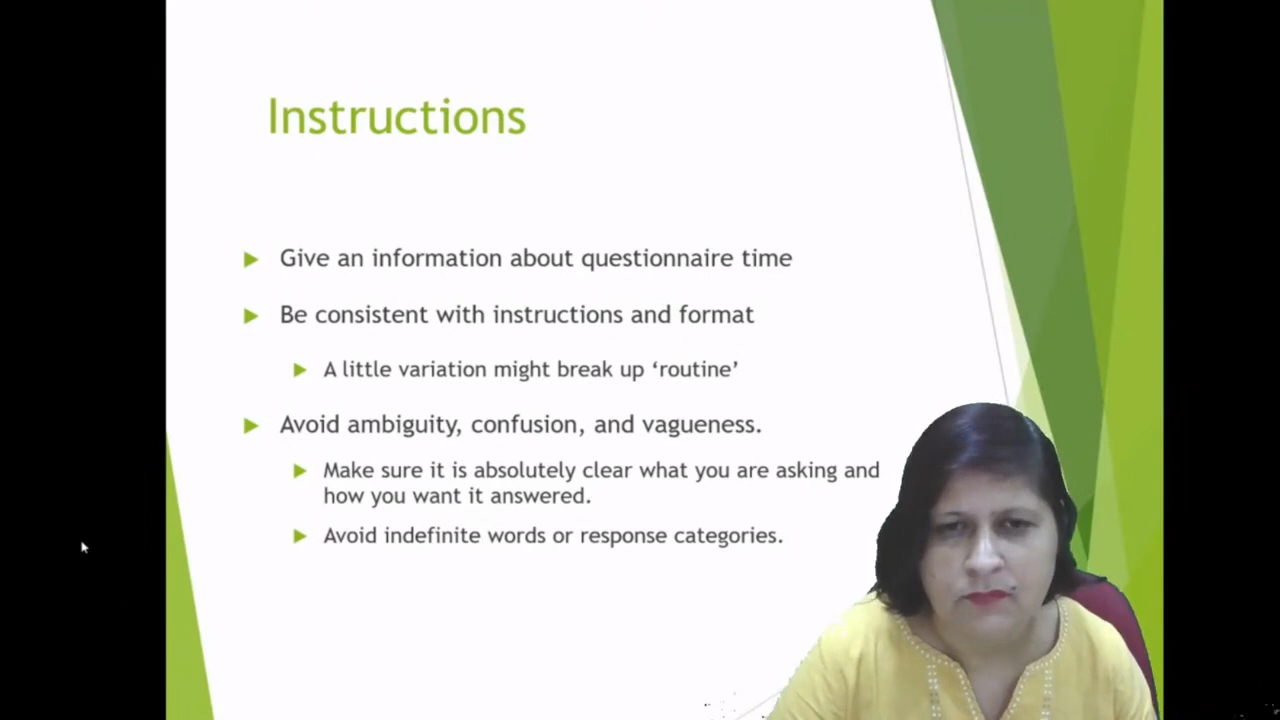 Instructions
Give an information about questionnaire time
Be consistent with instructions and format
A little variation might break up ‘routine’
Avoid ambiguity, confusion, and vagueness.
Make sure it is absolutely clear what you are asking and
how you want it answered.
Avoid indefinite words or response categories.